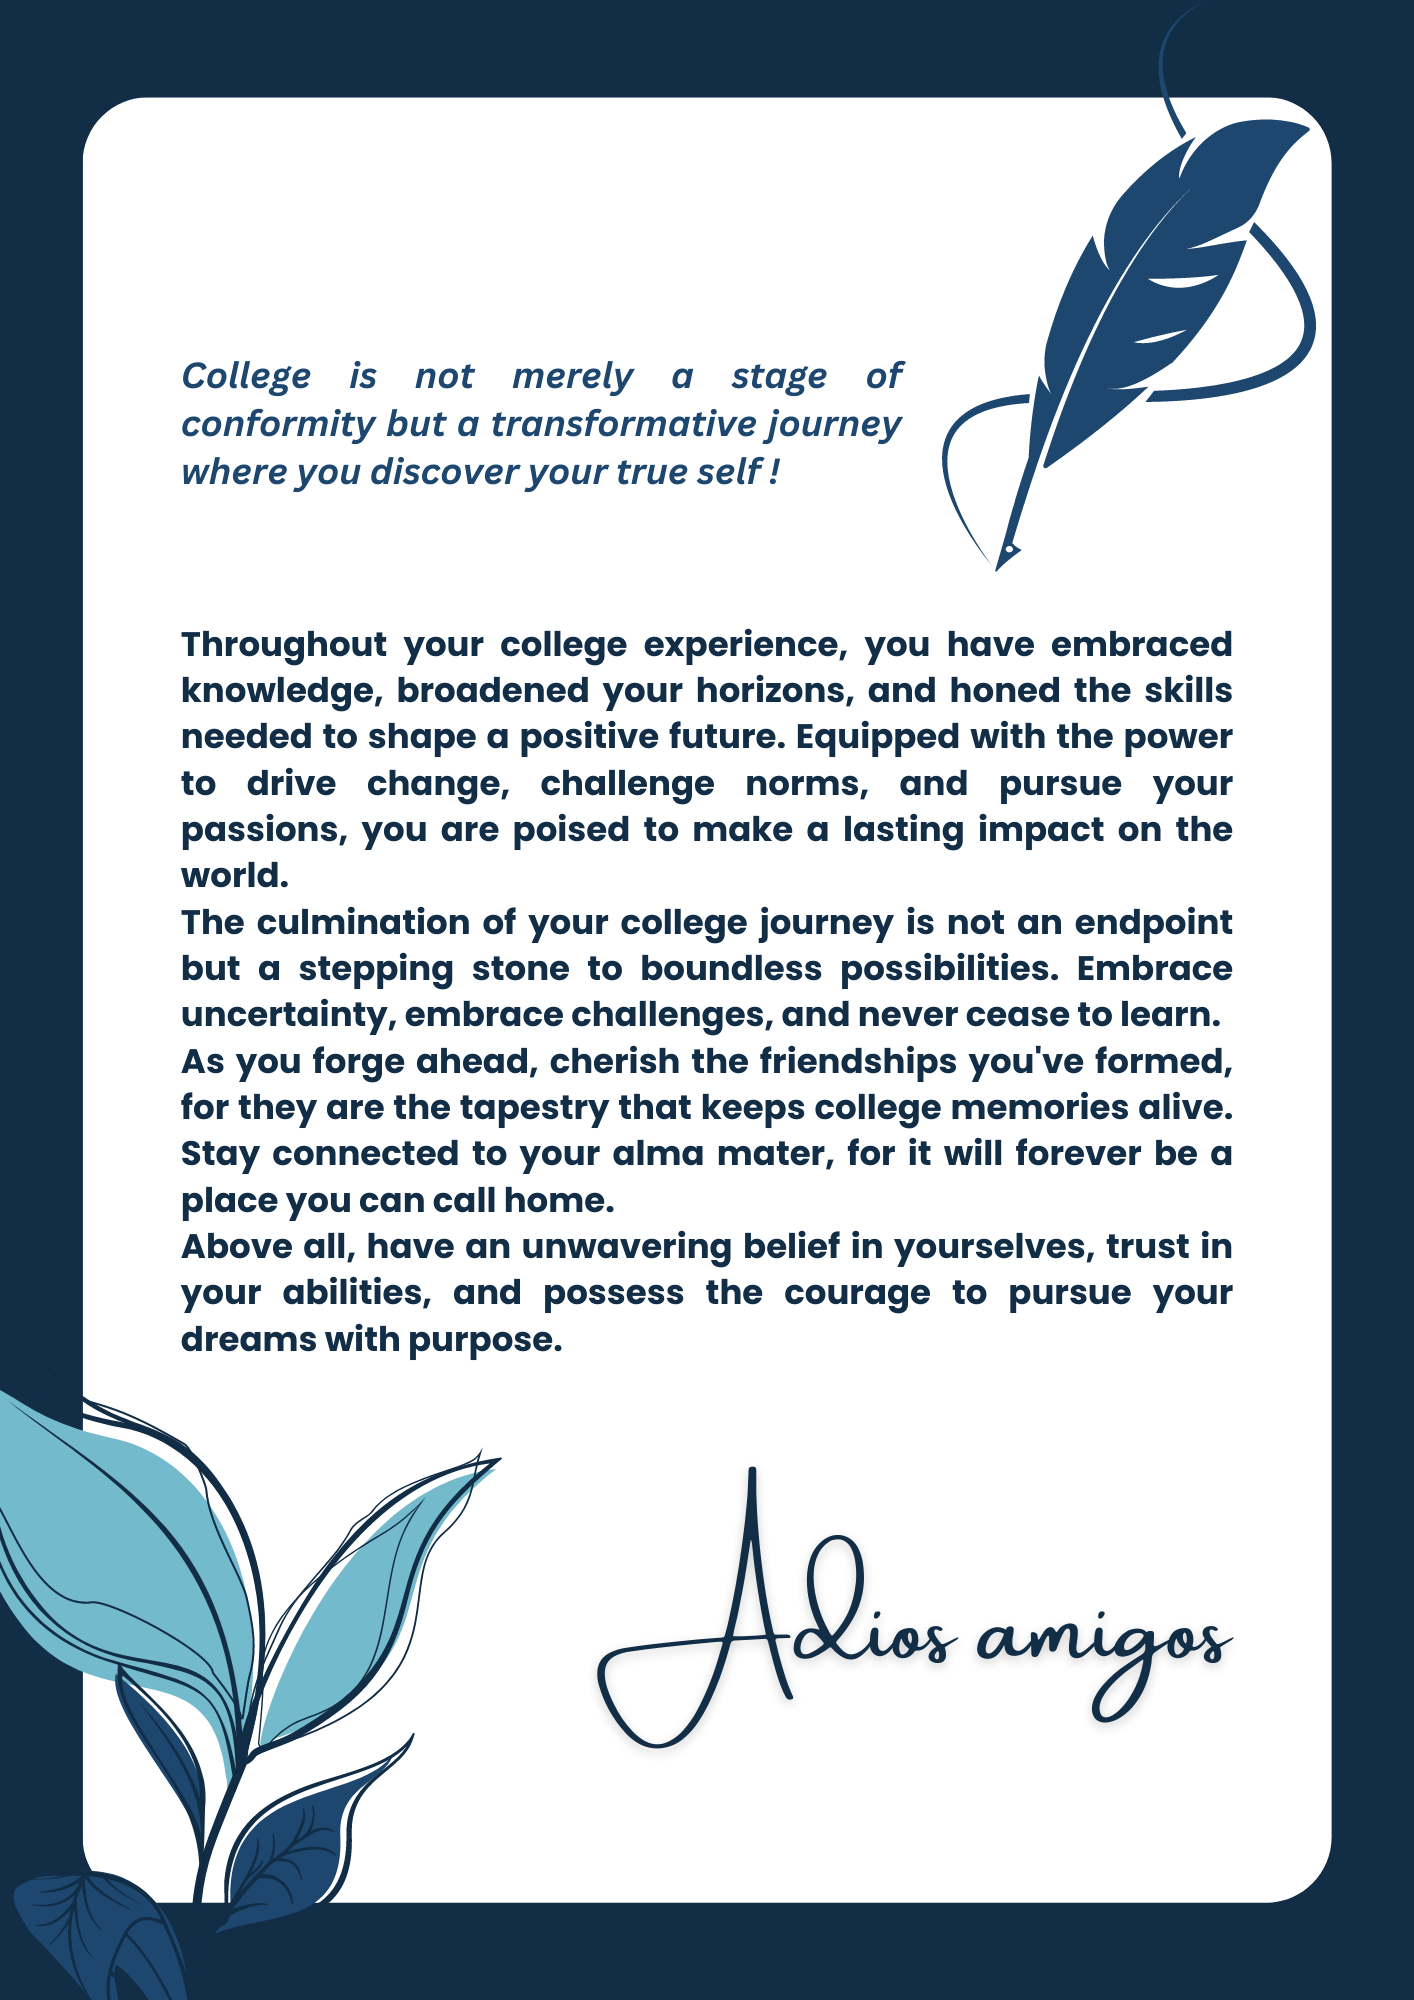 College is not merely a stage of
conformity but a transformative journey
where you discover your true self !
Throughout your college experience, you have embraced
knowledge, broadened your horizons, and honed the skills
needed to shape a positive future. Equipped with the power
to drive change, challenge norms, and pursue your
passions, you are poised to make a lasting impact on the
world.
The culmination of your college journey is not an endpoint
but a stepping stone to boundless possibilities. Embrace
uncertainty, embrace challenges, and never cease to learn.
As you forge ahead, cherish the friendships you've formed,
for they are the tapestry that keeps college memories alive.
Stay connected to your alma mater, for it will forever be a
place you can call home.
Above all, have an unwavering belief in yourselves, trust in
your abilities, and possess the courage to pursue your
dreams with purpose.
Adios amigos